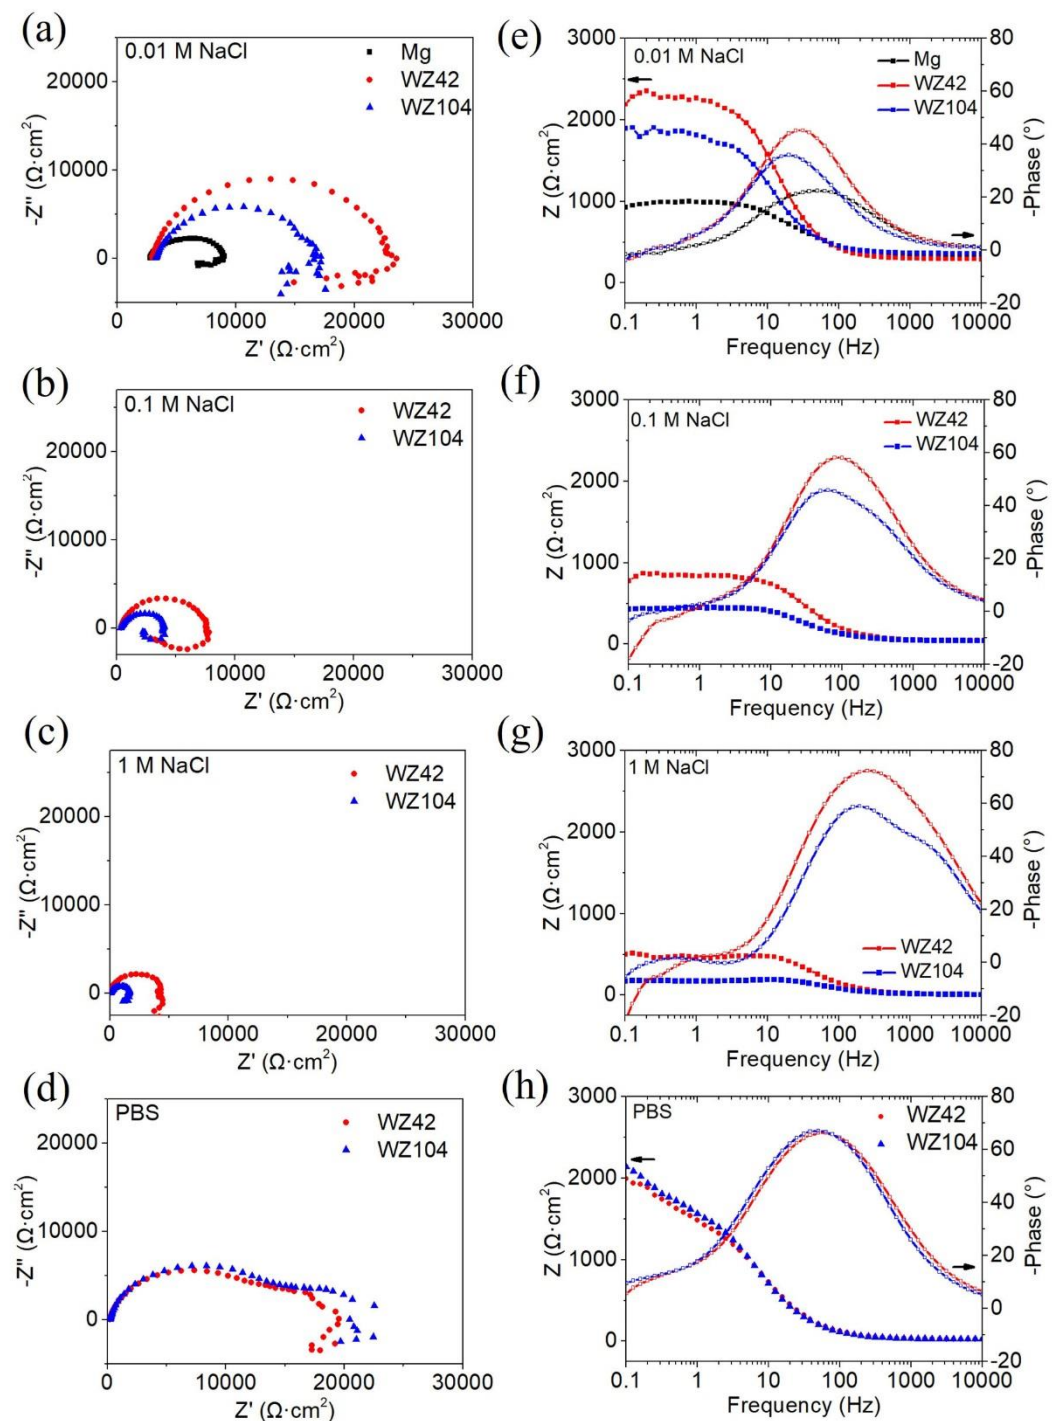 (a)
0.01 M NaCl
Mg
WZ42
WZ104
20000
10000
0
-Z" (Ω·cm²)
0 10000 20000 30000
Z' (Ω·cm²)
(e)
0.01 M NaCl
Mg
WZ42
WZ104
3000
2000
1000
0
Z (Ω·cm²)
80
60
40
20
0
-20
-Phase (°)
0.1 1 10 100 1000 10000
Frequency (Hz)
(b)
0.1 M NaCl
WZ42
WZ104
20000
10000
0
-Z" (Ω·cm²)
0 10000 20000 30000
Z' (Ω·cm²)
(f)
0.1 M NaCl
WZ42
WZ104
3000
2000
1000
0
Z (Ω·cm²)
80
60
40
20
0
-20
-Phase (°)
0.1 1 10 100 1000 10000
Frequency (Hz)
(c)
1 M NaCl
WZ42
WZ104
20000
10000
0
-Z" (Ω·cm²)
0 10000 20000 30000
Z' (Ω·cm²)
(g)
1 M NaCl
WZ42
WZ104
3000
2000
1000
0
Z (Ω·cm²)
80
60
40
20
0
-20
-Phase (°)
0.1 1 10 100 1000 10000
Frequency (Hz)
(d)
PBS
WZ42
WZ104
20000
10000
0
-Z" (Ω·cm²)
0 10000 20000 30000
Z' (Ω·cm²)
(h)
PBS
WZ42
WZ104
3000
2000
1000
0
Z (Ω·cm²)
80
60
40
20
0
-20
-Phase (°)
0.1 1 10 100 1000 10000
Frequency (Hz)